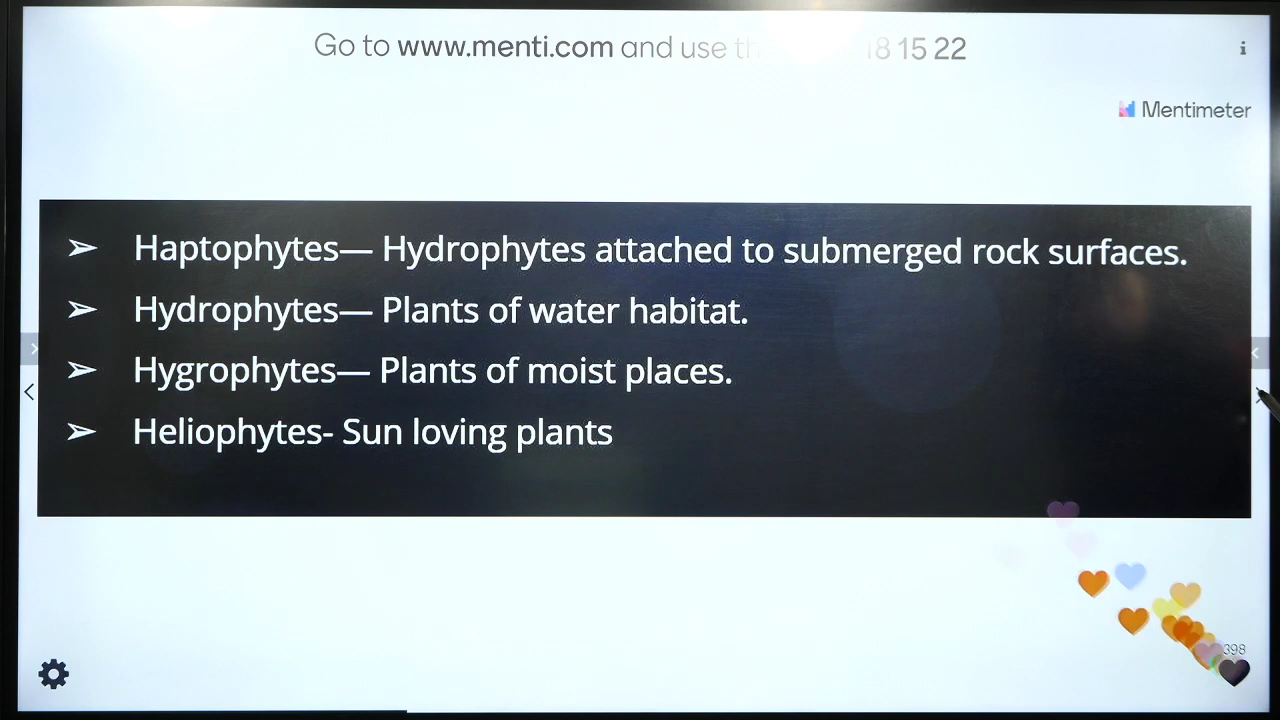 Go to www.menti.com and use 15 22
Mentimeter
➢ Haptophytes— Hydrophytes attached to submerged rock surfaces.
➢ Hydrophytes— Plants of water habitat.
➢ Hygrophytes— Plants of moist places.
➢ Heliophytes- Sun loving plants
398